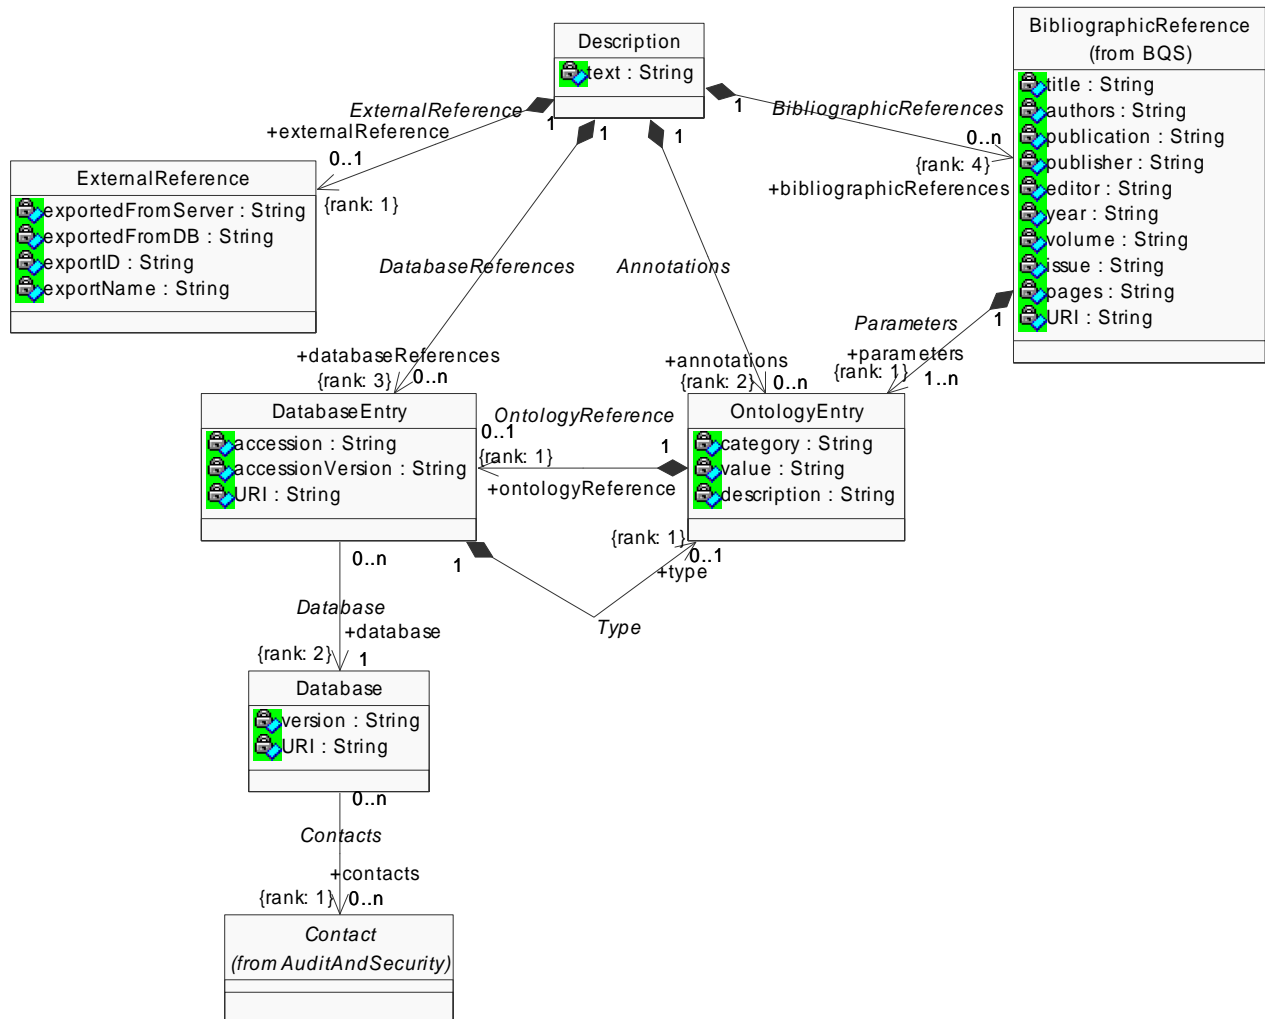 Description
text : String
BibliographicReference
(from BQS)
title : String
authors : String
publication : String
publisher : String
editor : String
year : String
volume : String
issue : String
pages : String
URI : String
ExternalReference
+externalReference
1
0..1
{rank: 1}
1
1
1
BibliographicReferences
0..n
{rank: 4}
+bibliographicReferences
ExternalReference
exportedFromServer : String
exportedFromDB : String
exportID : String
exportName : String
DatabaseReferences
Annotations
1
Parameters
+parameters
{rank: 1}
1..n
+databaseReferences
{rank: 3}
0..n
+annotations
{rank: 2}
0..n
DatabaseEntry
accession : String
accessionVersion : String
URI : String
OntologyReference
0..1
1
{rank: 1}
+ontologyReference
OntologyEntry
category : String
value : String
description : String
{rank: 1}
0..1
+type
1
Type
0..n
Database
+database
{rank: 2}
1
Database
version : String
URI : String
0..n
Contacts
+contacts
{rank: 1}
0..n
Contact
(from AuditAndSecurity)